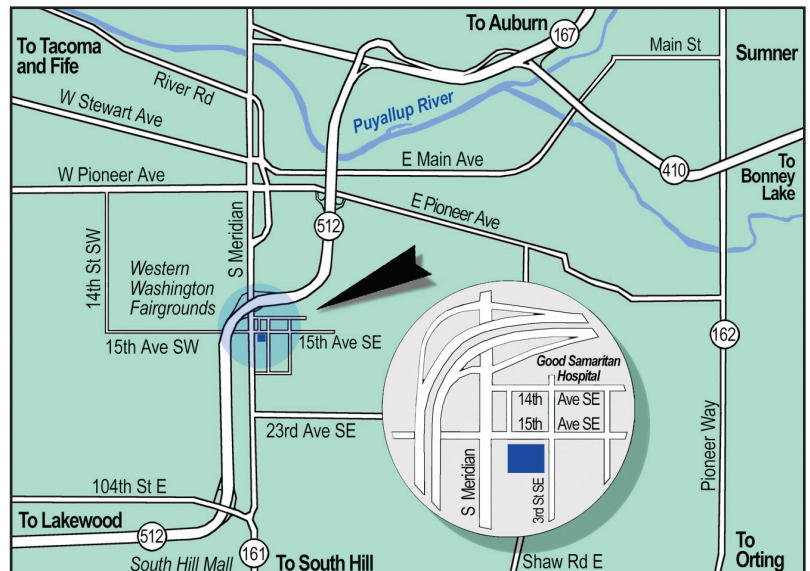 To Auburn
167
Main St
Sumner
To Tacoma
and Fife
River Rd
W Stewart Ave
Puyallup River
E Main Ave
410
To
Bonney
Lake
W Pioneer Ave
E Pioneer Ave
512
14th St SW
S Meridian
Western
Washington
Fairgrounds
15th Ave SW
15th Ave SE
162
Good Samaritan
Hospital
14th Ave SE
15th Ave SE
S Meridian
3rd St SE
23rd Ave SE
Pioneer Way
104th St E
To Lakewood
512
South Hill Mall
161
To South Hill
Shaw Rd E
To
Orting